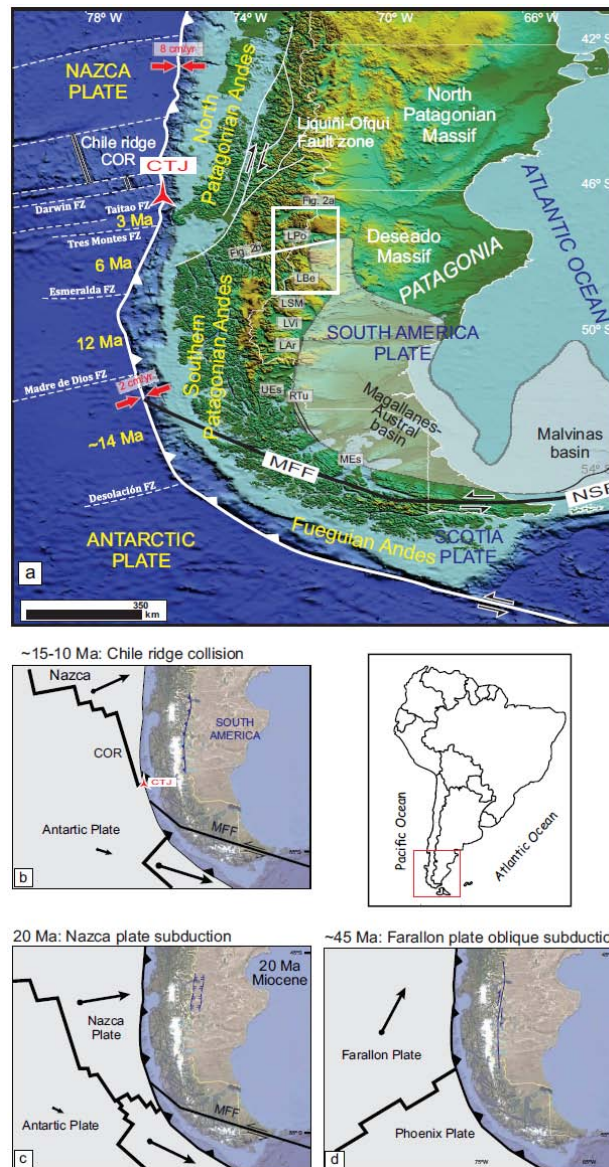 74°W
70°W
66°W
42°S
8 cm/yr
NAZCA
PLATE
North
Patagonian Andes
Liquiñi-Ofqui
Fault zone
North
Patagonian
Massif
Chile ridge
COR
CTJ
Darwin FZ
Taitao FZ
3 Ma
Tres Montes FZ
6 Ma
Esmeralda FZ
12 Ma
Madre de Dios FZ
2 cm/yr
~14 Ma
Desolación FZ
ANTARCTIC
PLATE
46°S
Fig. 2a
Fig. 2b
LPo
LBe
LSM
LVi
LAr
UEs
RTu
MEs
Deseado
Massif
PATAGONIA
ATLANTIC OCEAN
50°S
SOUTH AMERICA
PLATE
Southern
Patagonian Andes
Magallanes-
Austral
basin
Malvinas
basin
54°S
MFF
NSF
Fueguian Andes
SCOTIA
PLATE
a
350
km
~15-10 Ma: Chile ridge collision
Nazca
COR
SOUTH
AMERICA
CTJ
Antartic Plate
MFF
b
Pacific Ocean
Atlantic Ocean
20 Ma: Nazca plate subduction
20 Ma
Miocene
Nazca
Plate
Antartic Plate
MFF
c
~45 Ma: Farallon plate oblique subduction
Farallon Plate
Phoenix Plate
75°W
d